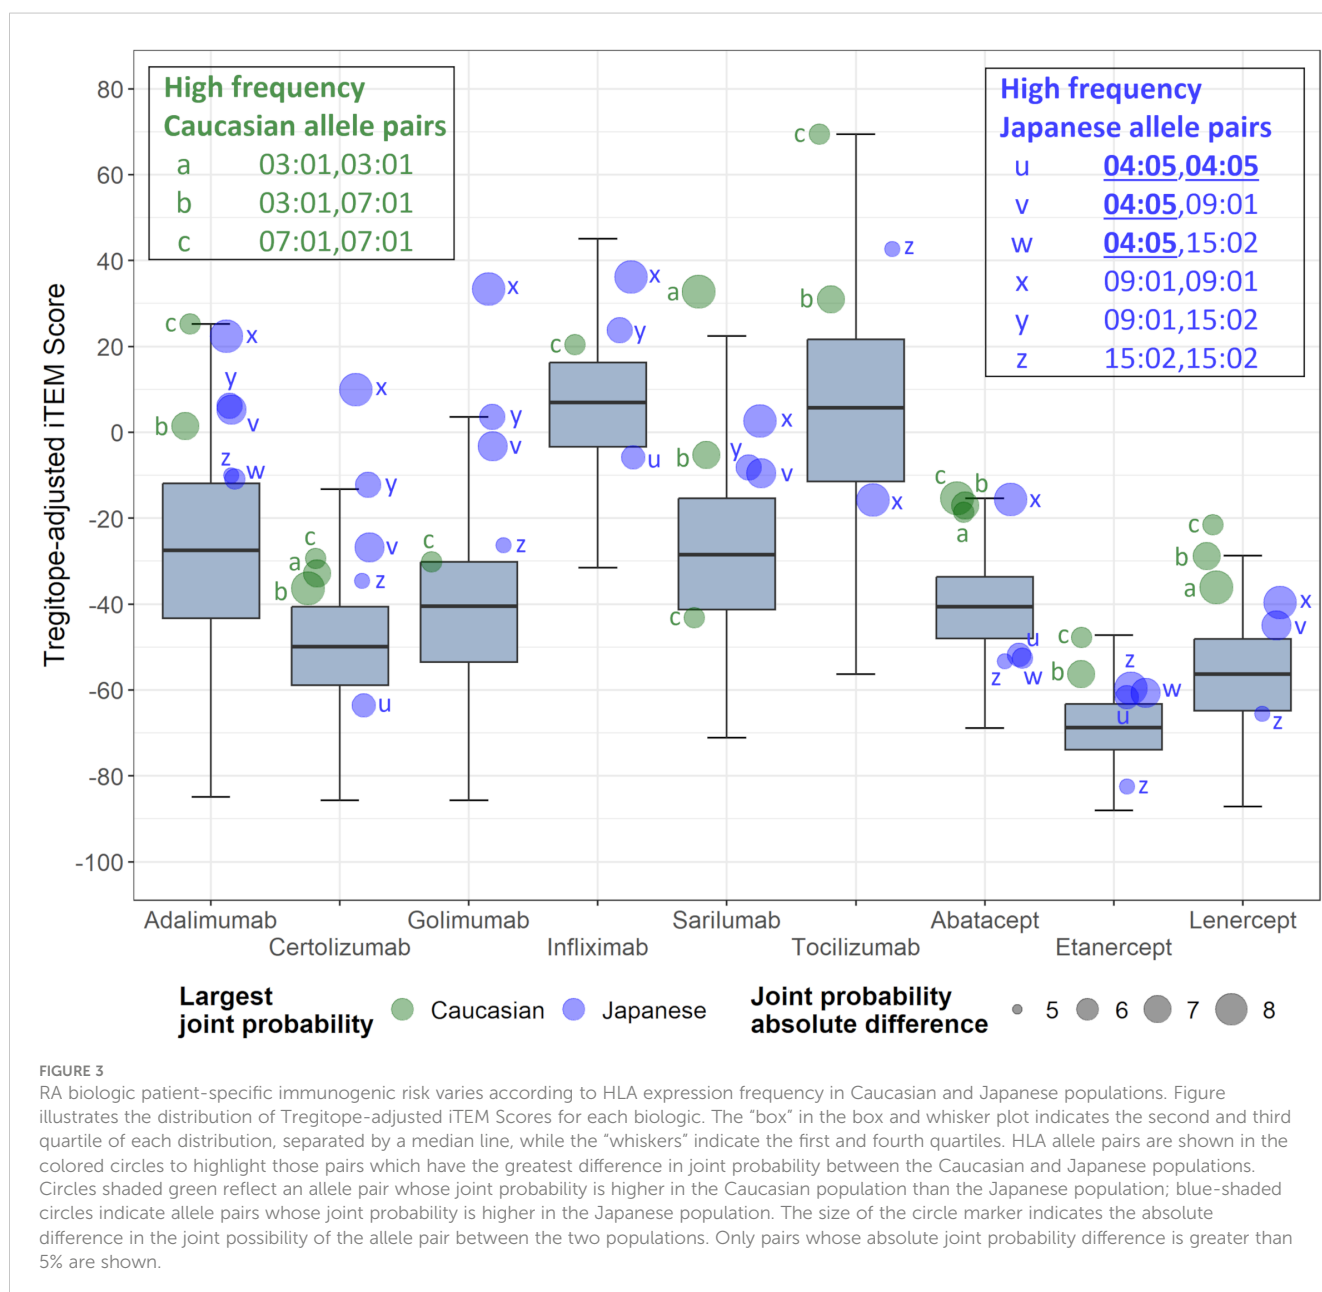 High frequency
Caucasian allele pairs
a 03:01,03:01
b 03:01,07:01
c 07:01,07:01
High frequency
Japanese allele pairs
u 04:05,04:05
v 04:05,09:01
w 04:05,15:02
x 09:01,09:01
y 09:01,15:02
z 15:02,15:02
Tregitope-adjusted iTEM Score
80
60
40
20
0
-20
-40
-60
-80
-100
c
x
y
b
v
z
w
x
y
c
v
a
z
b
u
x
y
v
c
z
x
y
c
u
a
x
b
y
v
c
c
z
b
x
c
b
x
a
u
z
w
c
b
z
w
u
z
c
b
a
x
v
z
Adalimumab
Certolizumab
Golimumab
Infliximab
Sarilumab
Tocilizumab
Abatacept
Etanercept
Lenercept
Largest
joint probability
Caucasian
Japanese
Joint probability
absolute difference
5
6
7
8
FIGURE 3
RA biologic patient-specific immunogenic risk varies according to HLA expression frequency in Caucasian and Japanese populations. Figure
illustrates the distribution of Tregitope-adjusted iTEM Scores for each biologic. The “box” in the box and whisker plot indicates the second and third
quartile of each distribution, separated by a median line, while the “whiskers” indicate the first and fourth quartiles. HLA allele pairs are shown in the
colored circles to highlight those pairs which have the greatest difference in joint probability between the Caucasian and Japanese populations.
Circles shaded green reflect an allele pair whose joint probability is higher in the Caucasian population than the Japanese population; blue-shaded
circles indicate allele pairs whose joint probability is higher in the Japanese population. The size of the circle marker indicates the absolute
difference in the joint possibility of the allele pair between the two populations. Only pairs whose absolute joint probability difference is greater than
5% are shown.